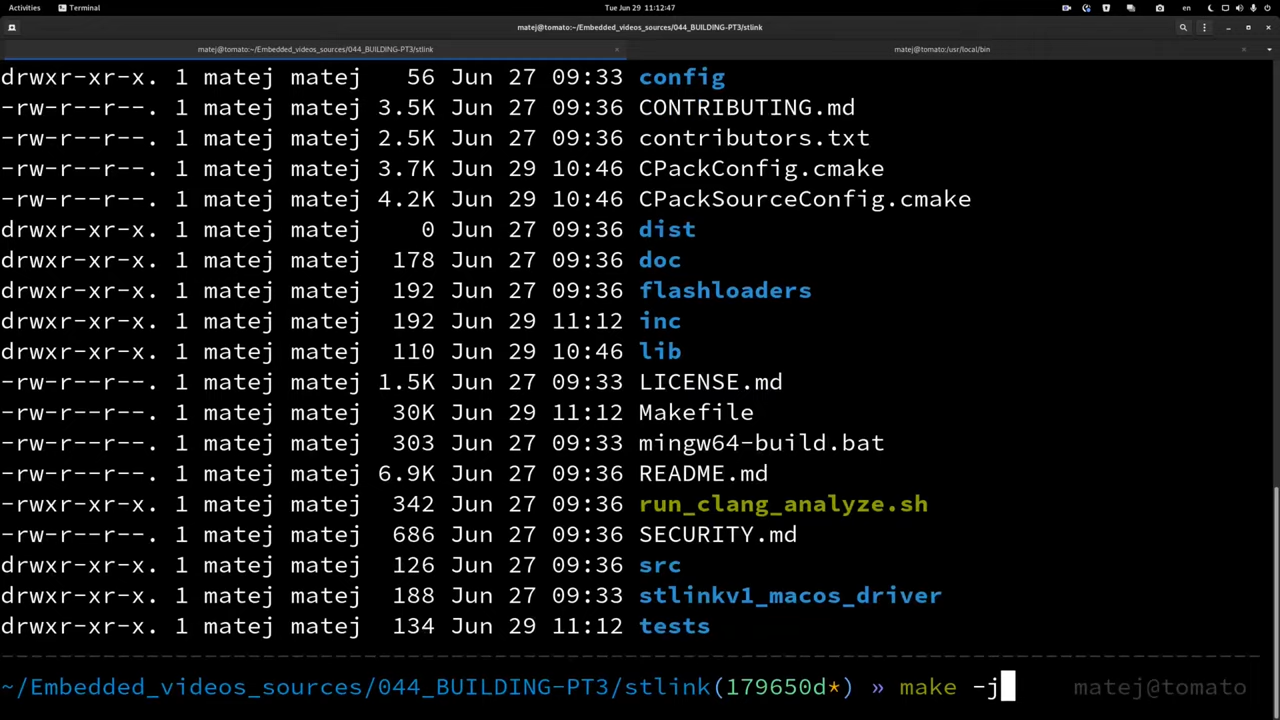 Activities Terminal Tue Jun 29 11:12:47 en
matej@tomato:~/Embedded_videos_sources/044_BUILDING-PT3/stlink
matej@tomato:~/Embedded_videos_sources/044_BUILDING-PT3/stlink matej@tomato:/usr/local/bin
drwxr-xr-x. 1 matej matej 56 Jun 27 09:33 config
-rw-r--r--. 1 matej matej 3.5K Jun 27 09:36 CONTRIBUTING.md
-rw-r--r--. 1 matej matej 2.5K Jun 27 09:36 contributors.txt
-rw-r--r--. 1 matej matej 3.7K Jun 29 10:46 CPackConfig.cmake
-rw-r--r--. 1 matej matej 4.2K Jun 29 10:46 CPackSourceConfig.cmake
drwxr-xr-x. 1 matej matej 0 Jun 27 09:36 dist
drwxr-xr-x. 1 matej matej 178 Jun 27 09:36 doc
drwxr-xr-x. 1 matej matej 192 Jun 27 09:36 flashloaders
drwxr-xr-x. 1 matej matej 192 Jun 29 11:12 inc
drwxr-xr-x. 1 matej matej 110 Jun 29 10:46 lib
-rw-r--r--. 1 matej matej 1.5K Jun 27 09:33 LICENSE.md
-rw-r--r--. 1 matej matej 30K Jun 29 11:12 Makefile
-rw-r--r--. 1 matej matej 303 Jun 27 09:33 mingw64-build.bat
-rw-r--r--. 1 matej matej 6.9K Jun 27 09:36 README.md
-rwxr-xr-x. 1 matej matej 342 Jun 27 09:36 run_clang_analyze.sh
-rw-r--r--. 1 matej matej 686 Jun 27 09:36 SECURITY.md
drwxr-xr-x. 1 matej matej 126 Jun 27 09:36 src
drwxr-xr-x. 1 matej matej 188 Jun 27 09:33 stlinkv1_macos_driver
drwxr-xr-x. 1 matej matej 134 Jun 29 11:12 tests
~/Embedded_videos_sources/044_BUILDING-PT3/stlink(179650d*) » make -j matej@tomato